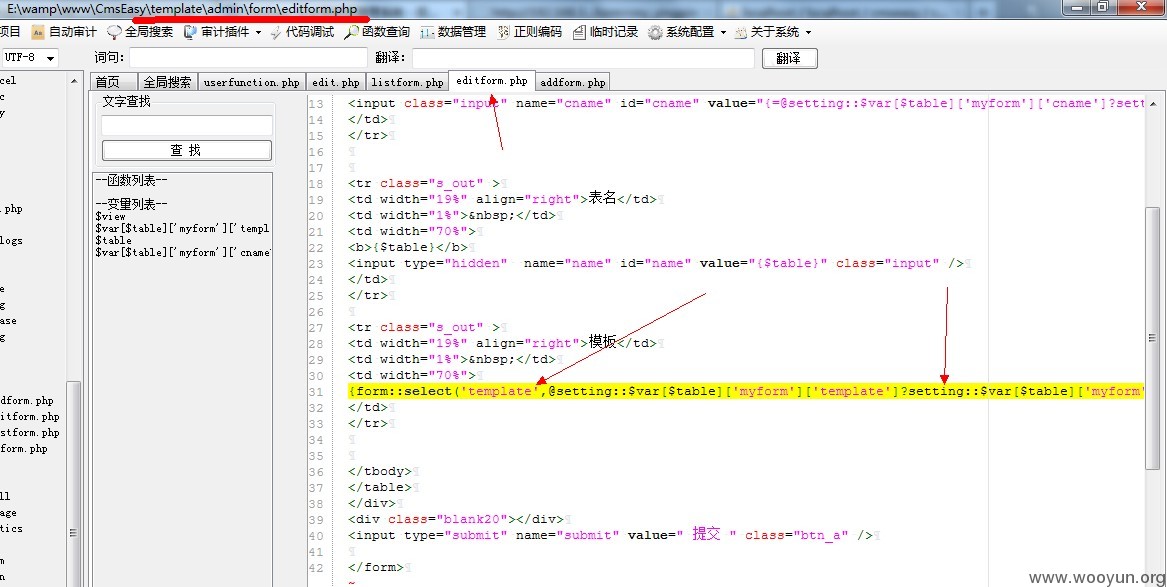 E:\wamp\www\CmsEasy\template\admin\form\editform.php
项目 自动审计 全局搜索 审计插件 代码调试 函数查询 数据管理 正则编码 临时记录 系统配置 关于系统
UTF-8 词句: 翻译: 翻译
首页 全局搜索 userfunction.php edit.php listform.php editform.php addform.php
cel
c
y
.php
logs
e
g
ase
g
dform.php
itform.php
stform.php
form.php
ll
age
tics
m
n
文字查找
查 找
--函数列表--
--变量列表--
$view
$var[$table]['myform']['templ
$table
$var[$table]['myform']['cname'
13 <input class="input" name="cname" id="cname" value="{=@setting::$var[$table]['myform']['cname']?sett
14 </td>
15 </tr>
16
17
18 <tr class="s_out" >
19 <td width="19%" align="right">表名</td>
20 <td width="1%">&nbsp;</td>
21 <td width="70%">
22 <b>{$table}</b>
23 <input type="hidden"  name="name" id="name" value="{$table}" class="input" />
24 </td>
25 </tr>
26
27 <tr class="s_out" >
28 <td width="19%" align="right">模板</td>
29 <td width="1%">&nbsp;</td>
30 <td width="70%">
31 {form::select('template',@setting::$var[$table]['myform']['template']?setting::$var[$table]['myform'
32 </td>
33 </tr>
34
35
36 </tbody>
37 </table>
38 </div>
39 <div class="blank20"></div>
40 <input type="submit" name="submit" value=" 提交 " class="btn_a" />
41
42 </form>
www.wooyun.org